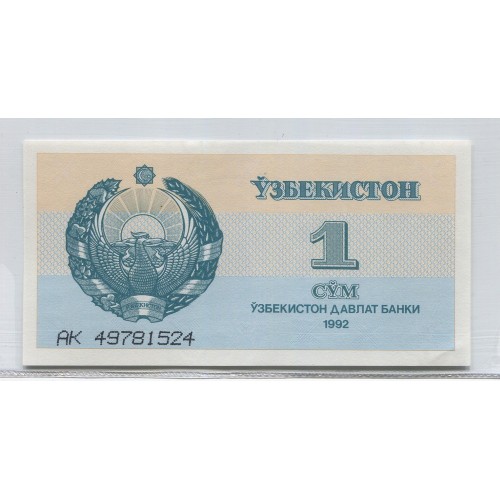 ЎЗБЕКИСТОН
1
СЎМ
ЎЗБЕКИСТОН ДАВЛАТ БАНКИ
1992
АК 49781524